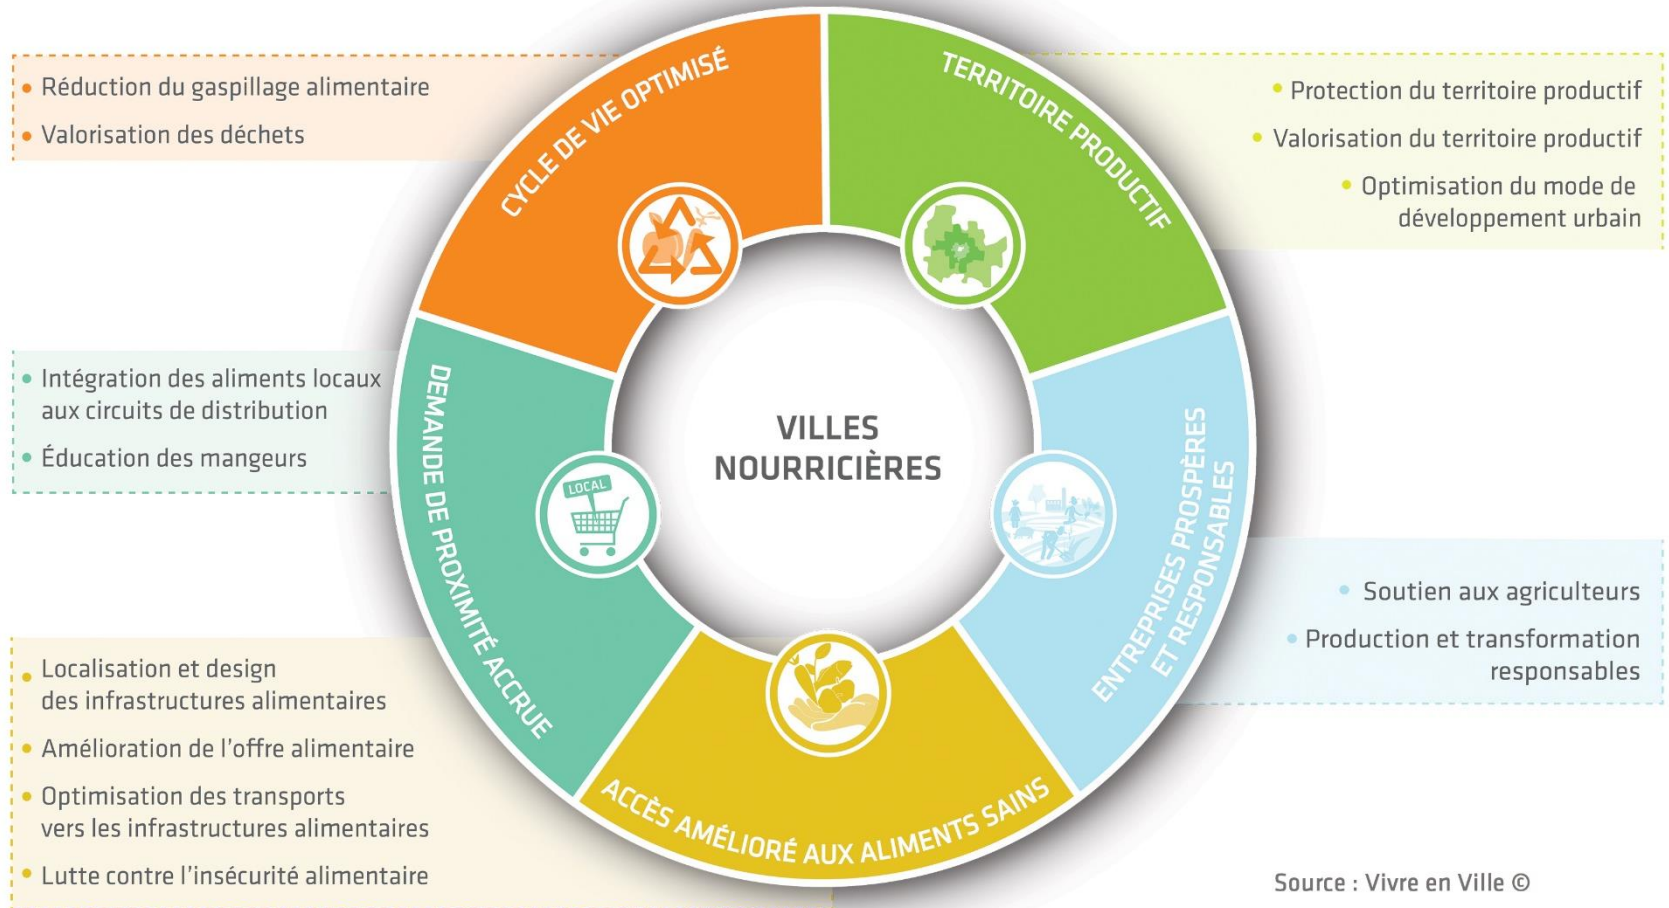 CYCLE DE VIE OPTIMISÉ
• Réduction du gaspillage alimentaire
• Valorisation des déchets
TERRITOIRE PRODUCTIF
• Protection du territoire productif
• Valorisation du territoire productif
• Optimisation du mode de
développement urbain
DEMANDE DE PROXIMITÉ ACCRUE
• Intégration des aliments locaux
aux circuits de distribution
• Éducation des mangeurs
LOCAL
VILLES
NOURRICIÈRES
ENTREPRISES PROSPÈRES
ET RESPONSABLES
• Soutien aux agriculteurs
• Production et transformation
responsables
ACCÈS AMÉLIORÉ AUX ALIMENTS SAINS
• Localisation et design
des infrastructures alimentaires
• Amélioration de l'offre alimentaire
• Optimisation des transports
vers les infrastructures alimentaires
• Lutte contre l'insécurité alimentaire
Source : Vivre en Ville ©